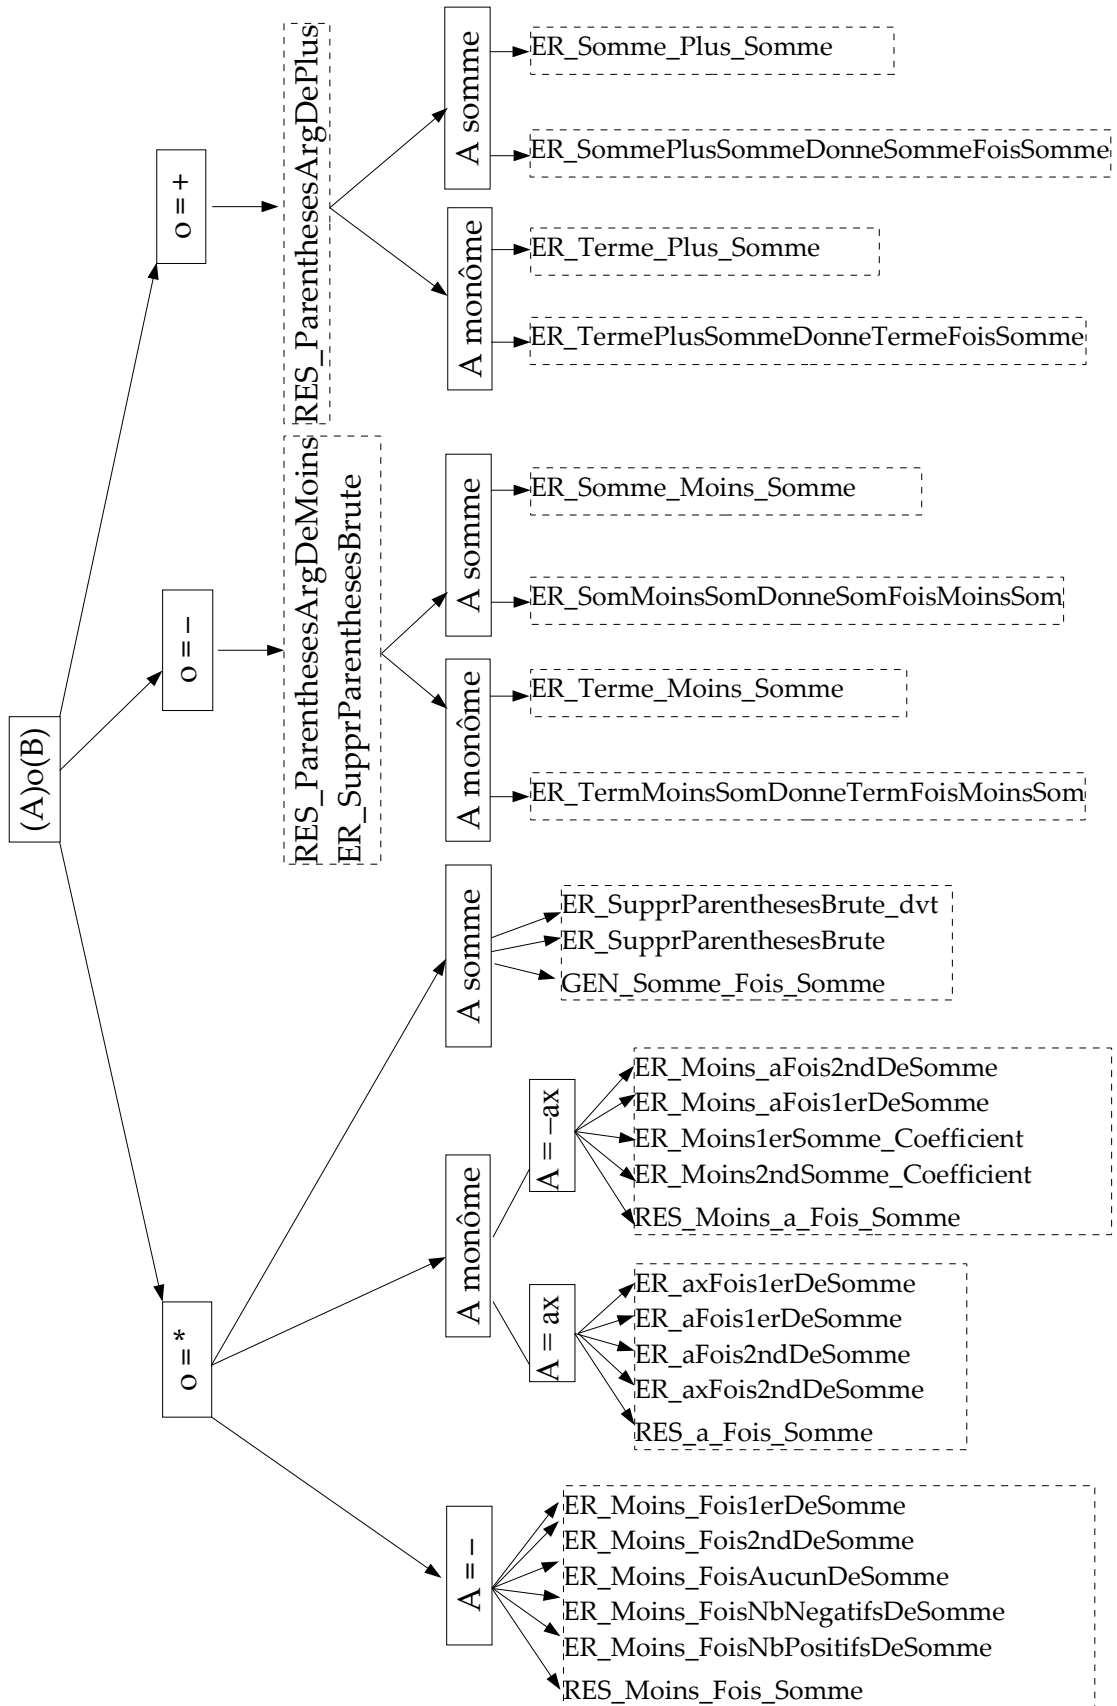 (A)o(B)
o = +
RES_ParenthesesArgDePlus
A somme
ER_Somme_Plus_Somme
ER_SommePlusSommeDonneSommeFoisSomme
A monôme
ER_Terme_Plus_Somme
ER_TermePlusSommeDonneTermeFoisSomme
o = –
RES_ParenthesesArgDeMoins
ER_SupprParenthesesBrute
A somme
ER_Somme_Moins_Somme
ER_SomMoinsSomDonneSomFoisMoinsSom
A monôme
ER_Terme_Moins_Somme
ER_TermMoinsSomDonneTermFoisMoinsSom
o = *
A somme
ER_SupprParenthesesBrute_dvt
ER_SupprParenthesesBrute
GEN_Somme_Fois_Somme
A monôme
A = –ax
ER_Moins_aFois2ndDeSomme
ER_Moins_aFois1erDeSomme
ER_Moins1erSomme_Coefficient
ER_Moins2ndSomme_Coefficient
RES_Moins_a_Fois_Somme
A = ax
ER_axFois1erDeSomme
ER_aFois1erDeSomme
ER_aFois2ndDeSomme
ER_axFois2ndDeSomme
RES_a_Fois_Somme
A = –
ER_Moins_Fois1erDeSomme
ER_Moins_Fois2ndDeSomme
ER_Moins_FoisAucunDeSomme
ER_Moins_FoisNbNegatifsDeSomme
ER_Moins_FoisNbPositifsDeSomme
RES_Moins_Fois_Somme